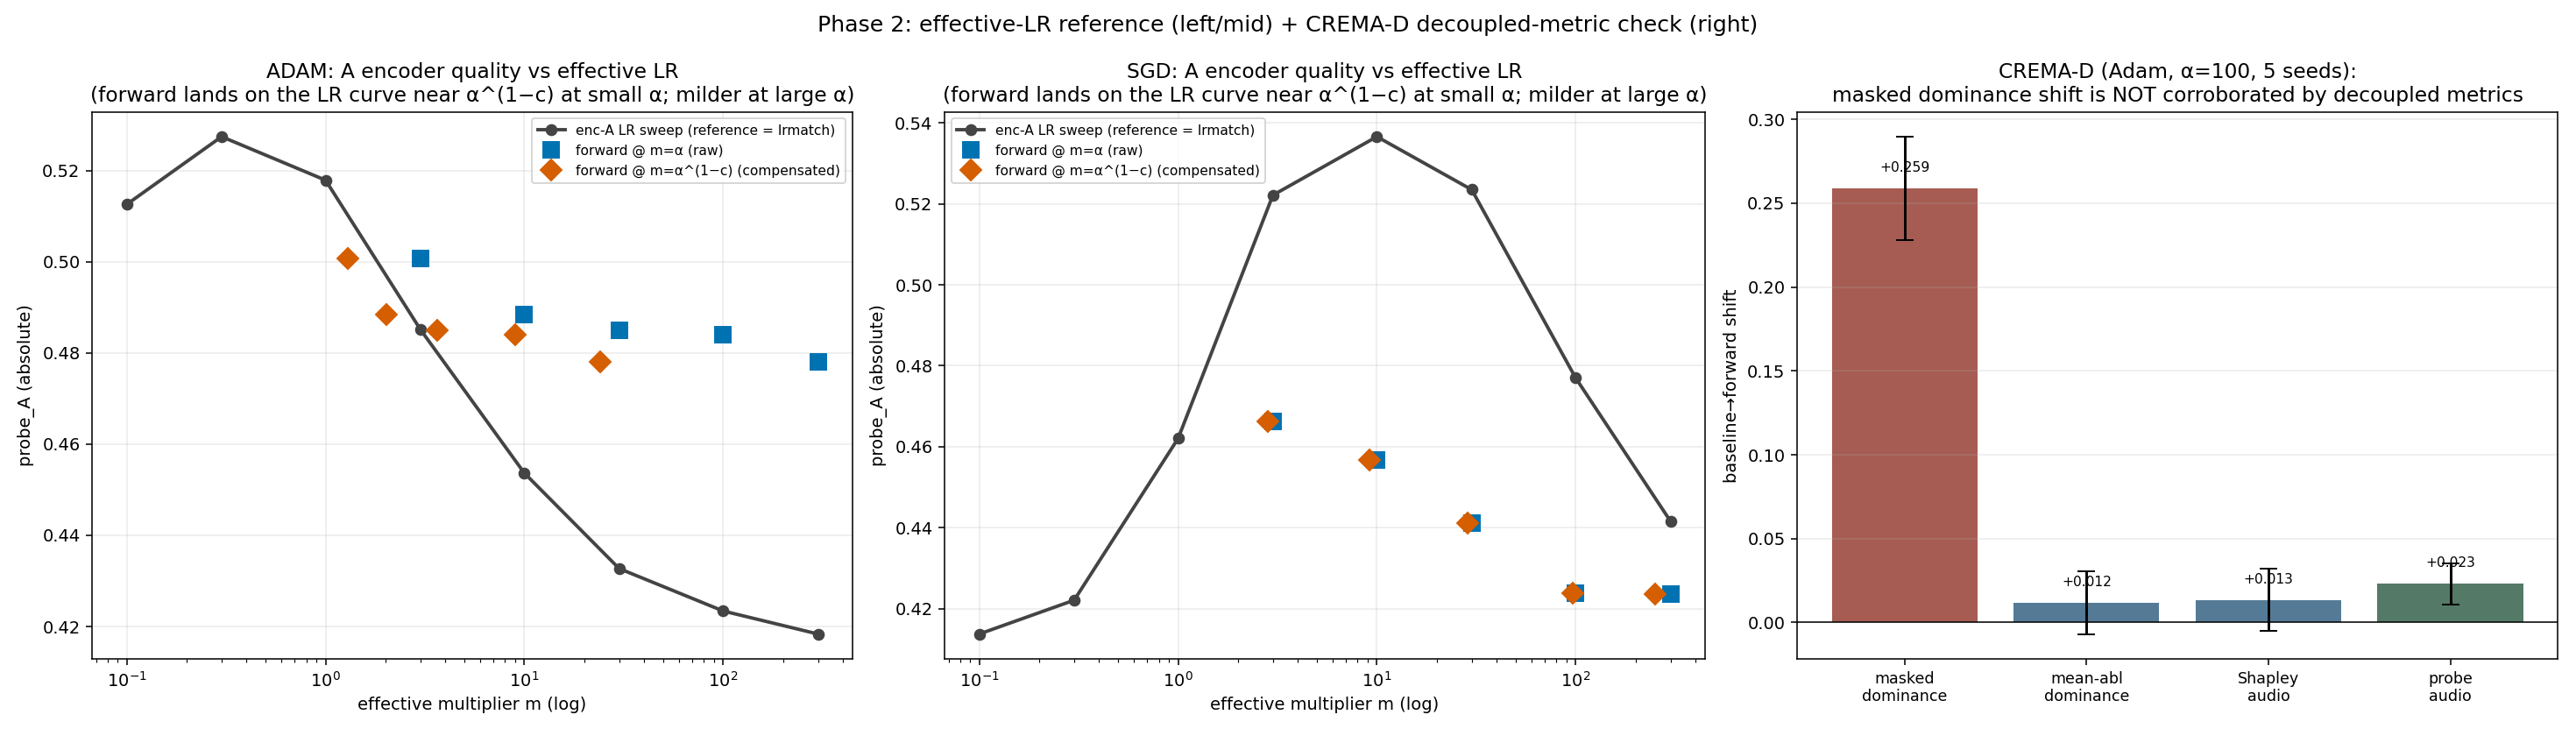 Phase 2: effective-LR reference (left/mid) + CREMA-D decoupled-metric check (right)
ADAM: A encoder quality vs effective LR
(forward lands on the LR curve near α^(1−c) at small α; milder at large α)
enc-A LR sweep (reference = lrmatch)
forward @ m=α (raw)
forward @ m=α^(1−c) (compensated)
probe_A (absolute)
0.52
0.50
0.48
0.46
0.44
0.42
10⁻¹
10⁰
10¹
10²
effective multiplier m (log)
SGD: A encoder quality vs effective LR
(forward lands on the LR curve near α^(1−c) at small α; milder at large α)
enc-A LR sweep (reference = lrmatch)
forward @ m=α (raw)
forward @ m=α^(1−c) (compensated)
probe_A (absolute)
0.54
0.52
0.50
0.48
0.46
0.44
0.42
10⁻¹
10⁰
10¹
10²
effective multiplier m (log)
CREMA-D (Adam, α=100, 5 seeds):
masked dominance shift is NOT corroborated by decoupled metrics
baseline→forward shift
0.30
0.25
0.20
0.15
0.10
0.05
0.00
+0.259
+0.012
+0.013
+0.023
masked
dominance
mean-abl
dominance
Shapley
audio
probe
audio